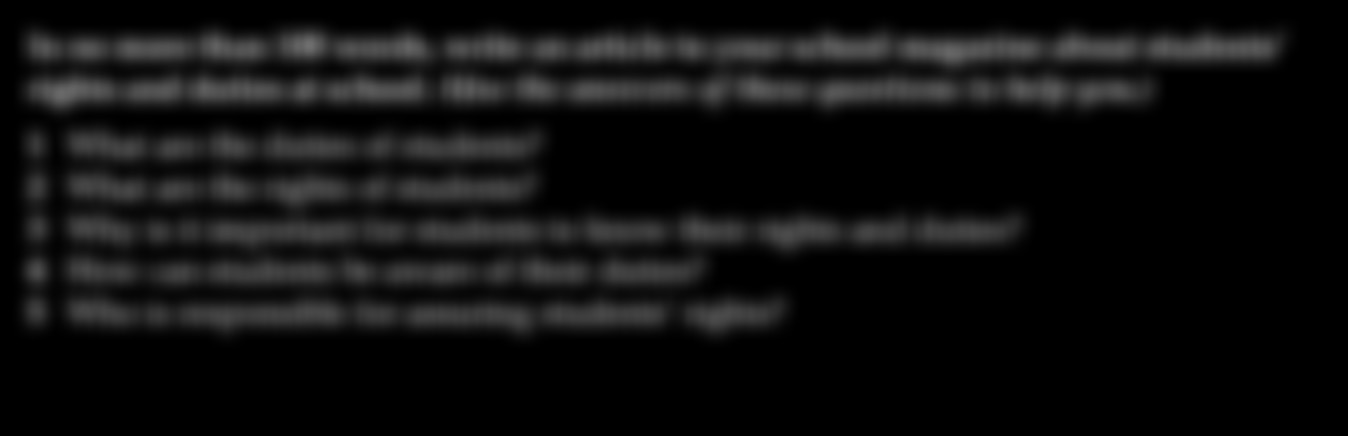 In no more than 100 words, write an article to your school magazine about students'
rights and duties at school. (Use the answers of these questions to help you.)
1 What are the duties of students?
2 What are the rights of students?
3 Why is it important for students to know their rights and duties?
4 How can students be aware of their duties?
5 Who is responsible for ensuring students' rights?